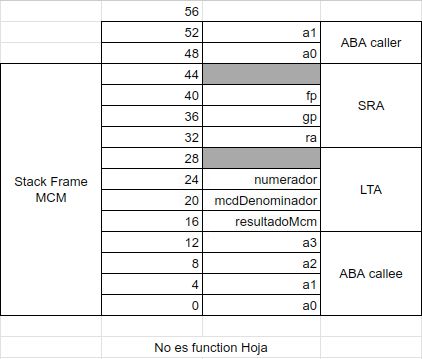 56
52 a1 ABA caller
48 a0
44
40 fp SRA
36 gp
32 ra
28
24 numerador
Stack Frame MCM
20 mcdDenominador LTA
16 resultadoMcm
12 a3
8 a2 ABA callee
4 a1
0 a0
No es function Hoja